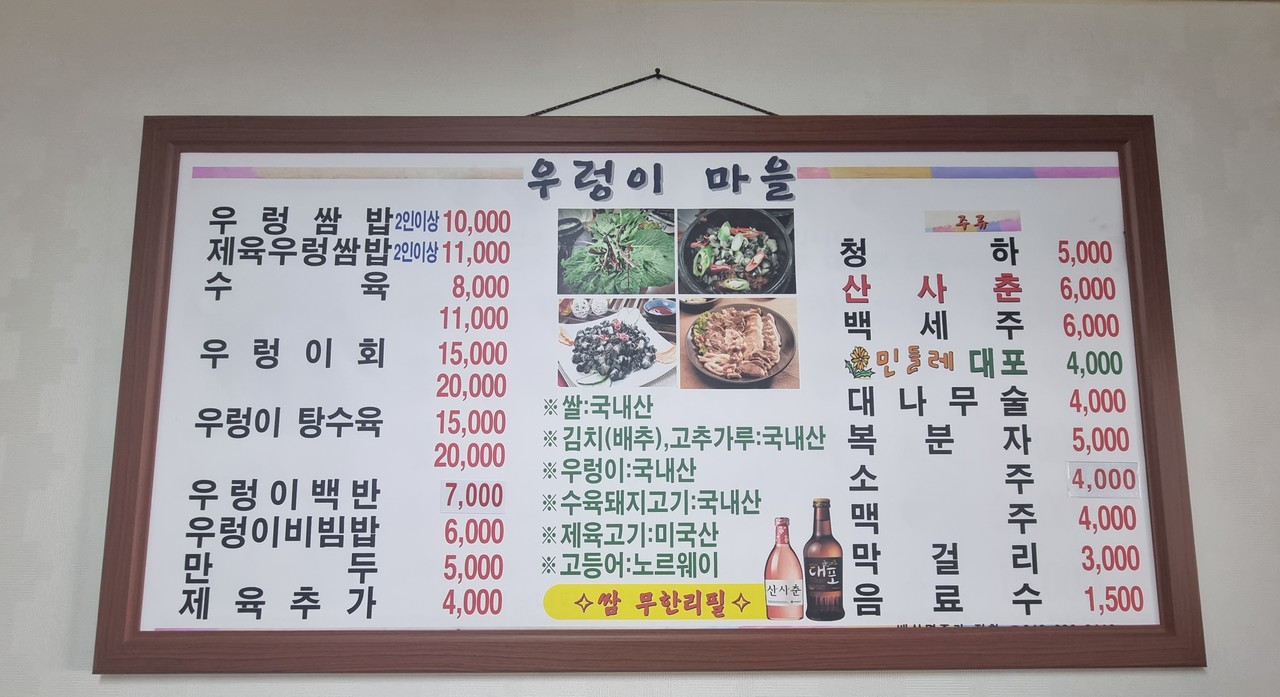 우렁이 마을
우렁쌈밥 2인이상 10,000
제육우렁쌈밥 2인이상 11,000
수육 8,000
11,000
우렁이회 15,000
20,000
우렁이 탕수육 15,000
20,000
우렁이백반 7,000
우렁이비빔밥 6,000
만두 5,000
제육추가 4,000
※쌀:국내산
※김치(배추),고추가루:국내산
※우렁이:국내산
※수육돼지고기:국내산
※제육고기:미국산
※고등어:노르웨이
✧쌈 무한리필✧
산사춘
대포
주류
청하 5,000
산사춘 6,000
백세주 6,000
민들레 대포 4,000
대나무술 4,000
복분자 5,000
소주 4,000
맥주 4,000
막걸리 3,000
음료수 1,500